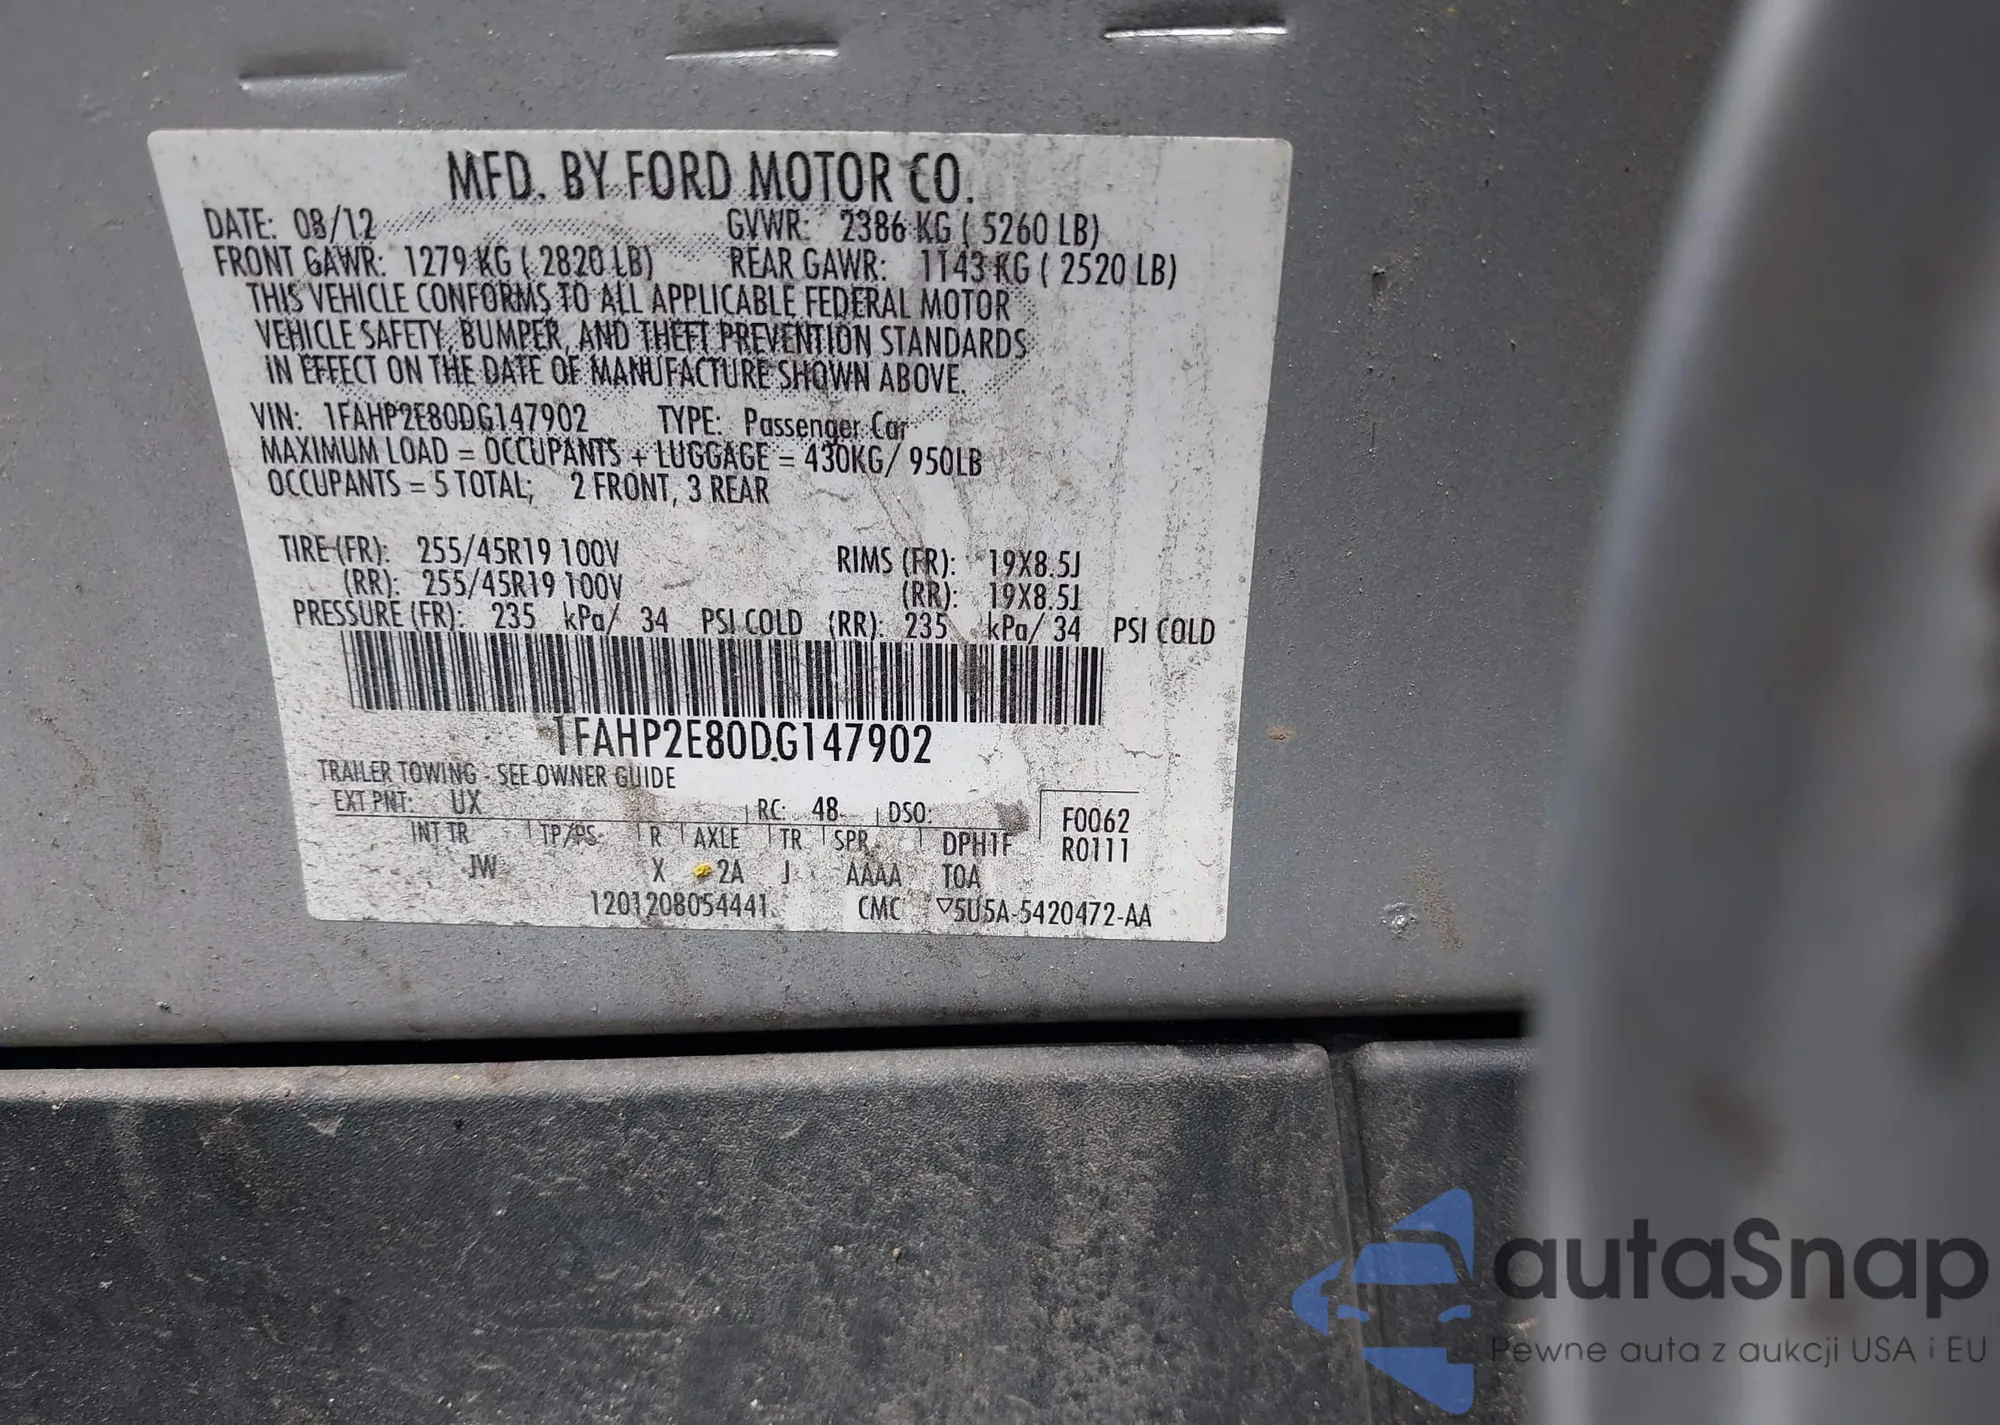 MFD. BY FORD MOTOR CO.
DATE: 08/12 GVWR: 2386 KG ( 5260 LB)
FRONT GAWR: 1279 KG ( 2820 LB) REAR GAWR: 1143 KG ( 2520 LB)
THIS VEHICLE CONFORMS TO ALL APPLICABLE FEDERAL MOTOR
VEHICLE SAFETY, BUMPER, AND THEFT PREVENTION STANDARDS
IN EFFECT ON THE DATE OF MANUFACTURE SHOWN ABOVE.
VIN: 1FAHP2E80DG147902 TYPE: Passenger Car
MAXIMUM LOAD = OCCUPANTS + LUGGAGE = 430KG/ 950LB
OCCUPANTS = 5 TOTAL; 2 FRONT, 3 REAR
TIRE (FR): 255/45R19 100V RIMS (FR): 19X8.5J
(RR): 255/45R19 100V (RR): 19X8.5J
PRESSURE (FR): 235 kPa/ 34 PSI COLD (RR): 235 kPa/ 34 PSI COLD
1FAHP2E80DG147902
TRAILER TOWING - SEE OWNER GUIDE
EXT PNT: UX RC: 48 DSO: F0062
INT TR TP/PS R AXLE TR SPR DPH1F R0111
JW X 2A J AAAA TOA
1201208054441 CMC ▽5U5A-5420472-AA
autaSnap
Pewne auta z aukcji USA i EU